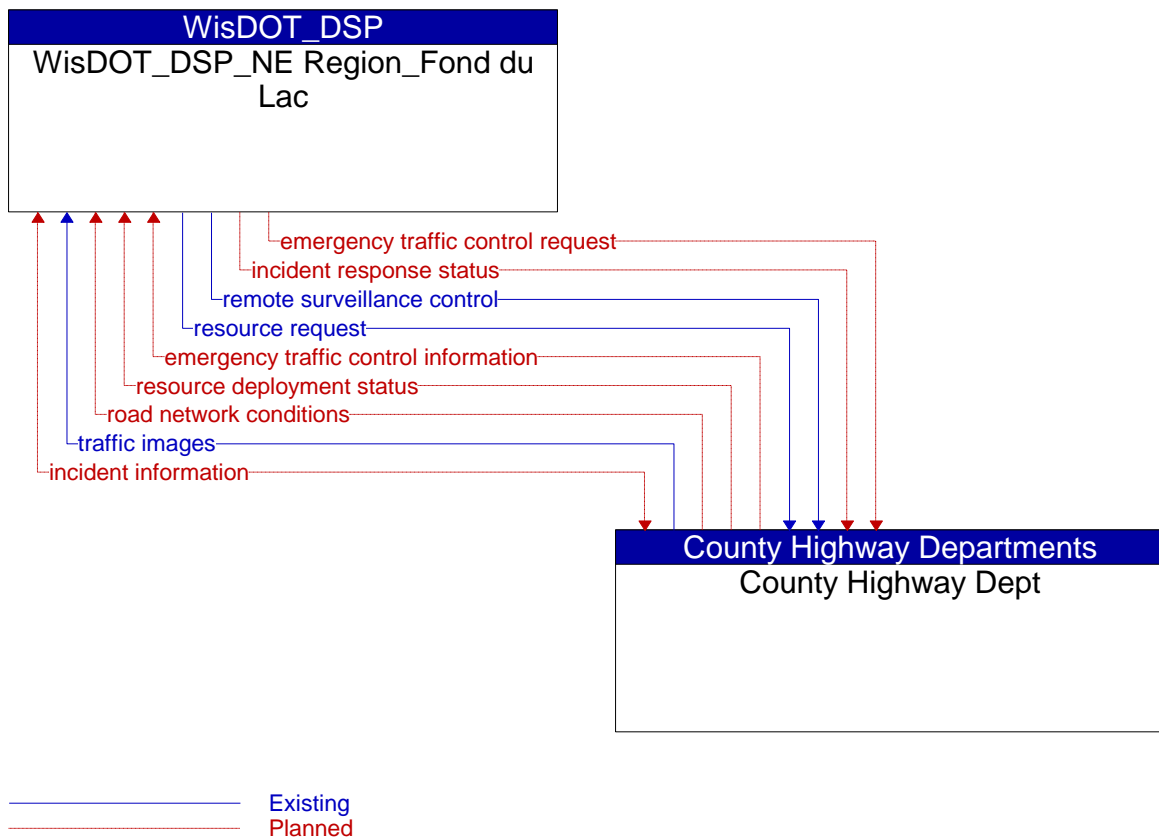 WisDOT_DSP
WisDOT_DSP_NE Region_Fond du
Lac
emergency traffic control request
incident response status
remote surveillance control
resource request
emergency traffic control information
resource deployment status
road network conditions
traffic images
incident information
County Highway Departments
County Highway Dept
Existing
Planned